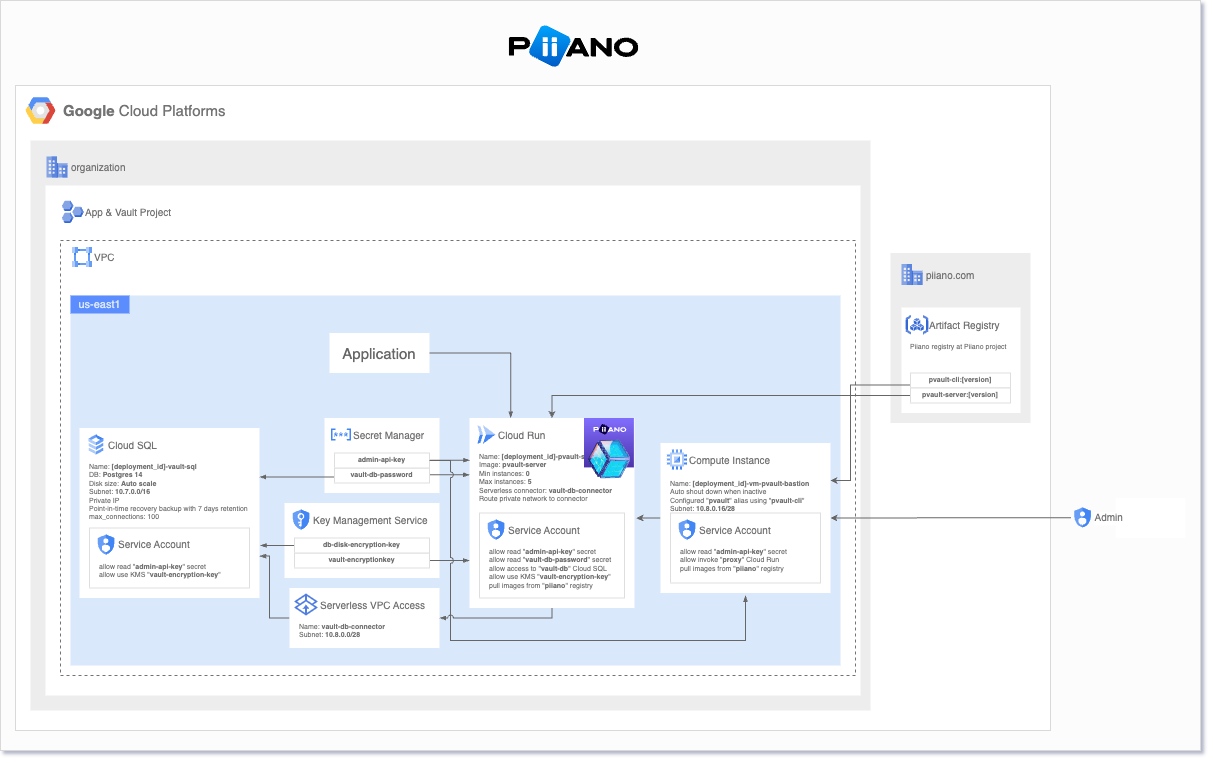 PiiANO
Google Cloud Platforms
organization
App & Vault Project
VPC
us-east1
Application
piiano.com
Artifact Registry
Piiano registry at Piiano project
pvault-cli:[version]
pvault-server:[version]
Cloud SQL
Name: [deployment_id]-vault-sql
DB: Postgres 14
Disk size: Auto scale
Subnet: 10.7.0.0/16
Private IP
Point-in-time recovery backup with 7 days retention
max_connections: 100
Service Account
allow read "admin-api-key" secret
allow use KMS "vault-encryption-key"
Secret Manager
admin-api-key
vault-db-password
Key Management Service
db-disk-encryption-key
vault-encryptionkey
Serverless VPC Access
Name: vault-db-connector
Subnet: 10.8.0.0/28
Cloud Run
PiiANO
Name: [deployment_id]-pvault-s
Image: pvault-server
Min instances: 0
Max instances: 5
Serverless connector: vault-db-connector
Route private network to connector
Service Account
allow read "admin-api-key" secret
allow read "vault-db-password" secret
allow access to "vault-db" Cloud SQL
allow use KMS "vault-encryption-key"
pull images from "piiano" registry
Compute Instance
Name: [deployment_id]-vm-pvault-bastion
Auto shout down when inactive
Configured "pvault" alias using "pvault-cli"
Subnet: 10.8.0.16/28
Service Account
allow read "admin-api-key" secret
allow invoke "proxy" Cloud Run
pull images from "piiano" registry
Admin